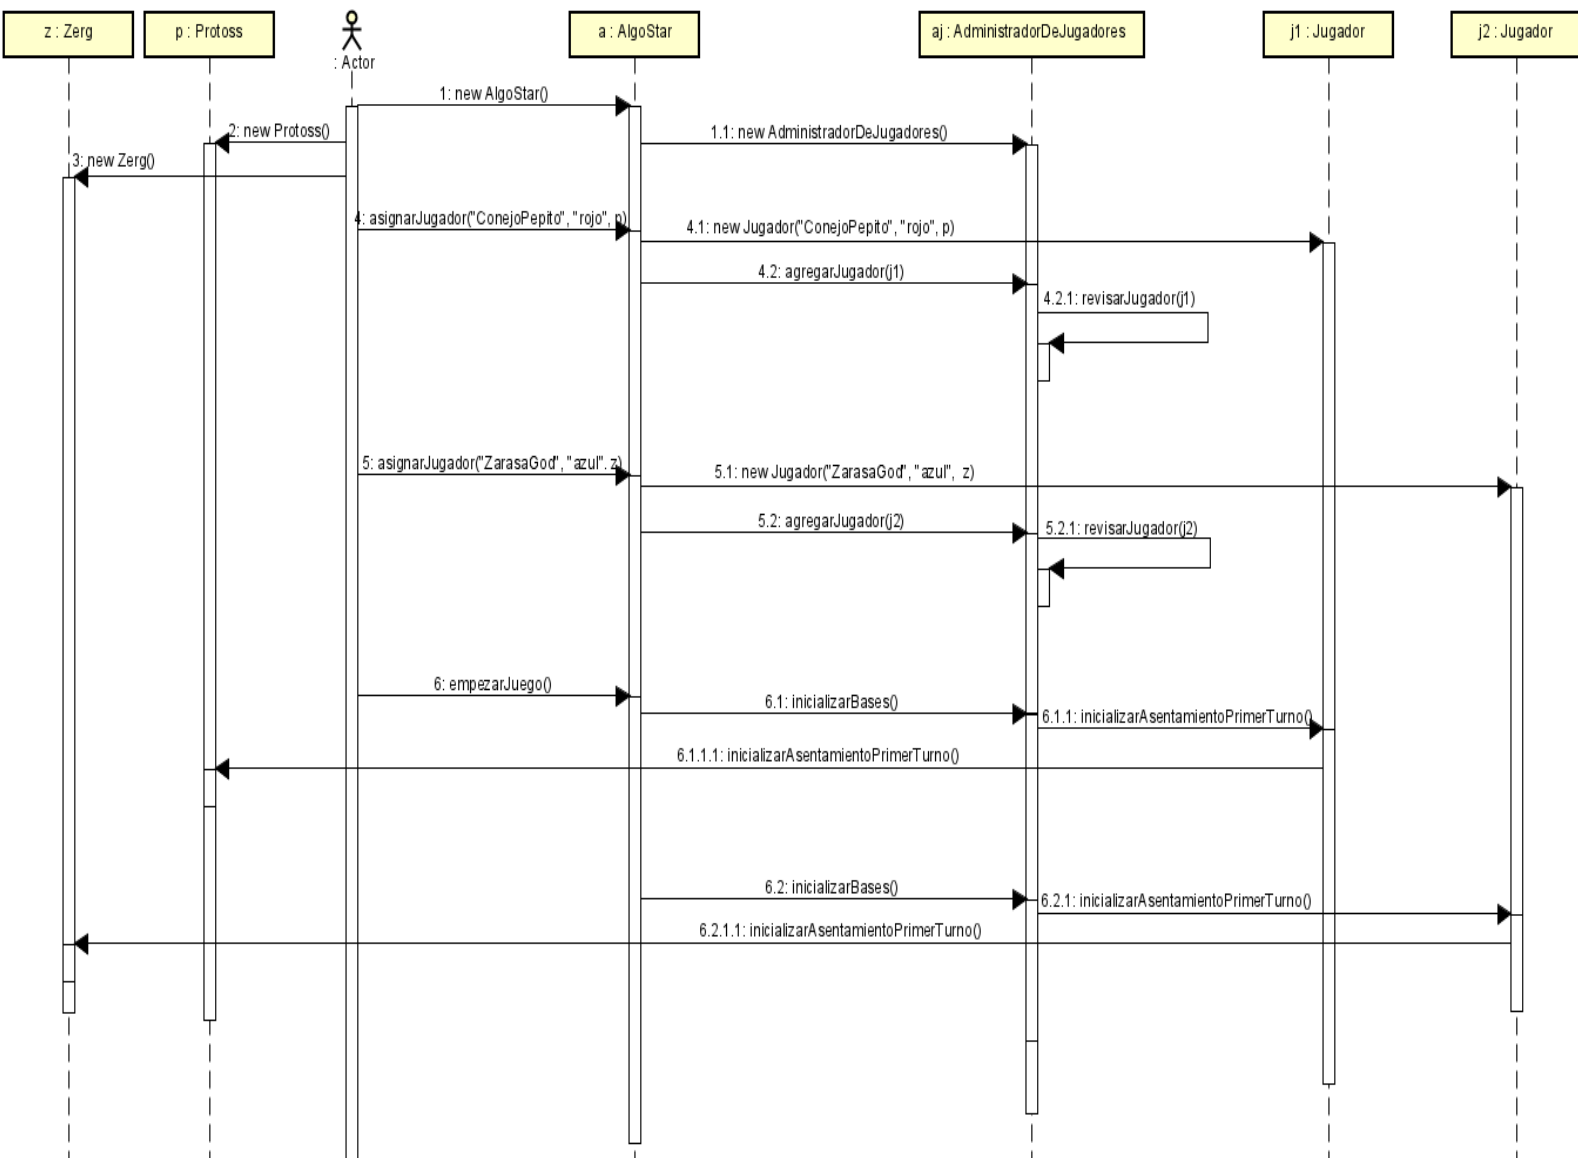 z : Zerg
p : Protoss
: Actor
a : AlgoStar
aj : AdministradorDeJugadores
j1 : Jugador
j2 : Jugador
1: new AlgoStar()
2: new Protoss()
1.1: new AdministradorDeJugadores()
3: new Zerg()
4: asignarJugador("ConejoPepito", "rojo", p)
4.1: new Jugador("ConejoPepito", "rojo", p)
4.2: agregarJugador(j1)
4.2.1: revisarJugador(j1)
5: asignarJugador("ZarasaGod", "azul". z)
5.1: new Jugador("ZarasaGod", "azul", z)
5.2: agregarJugador(j2)
5.2.1: revisarJugador(j2)
6: empezarJuego()
6.1: inicializarBases()
6.1.1: inicializarAsentamientoPrimerTurno()
6.1.1.1: inicializarAsentamientoPrimerTurno()
6.2: inicializarBases()
6.2.1: inicializarAsentamientoPrimerTurno()
6.2.1.1: inicializarAsentamientoPrimerTurno()